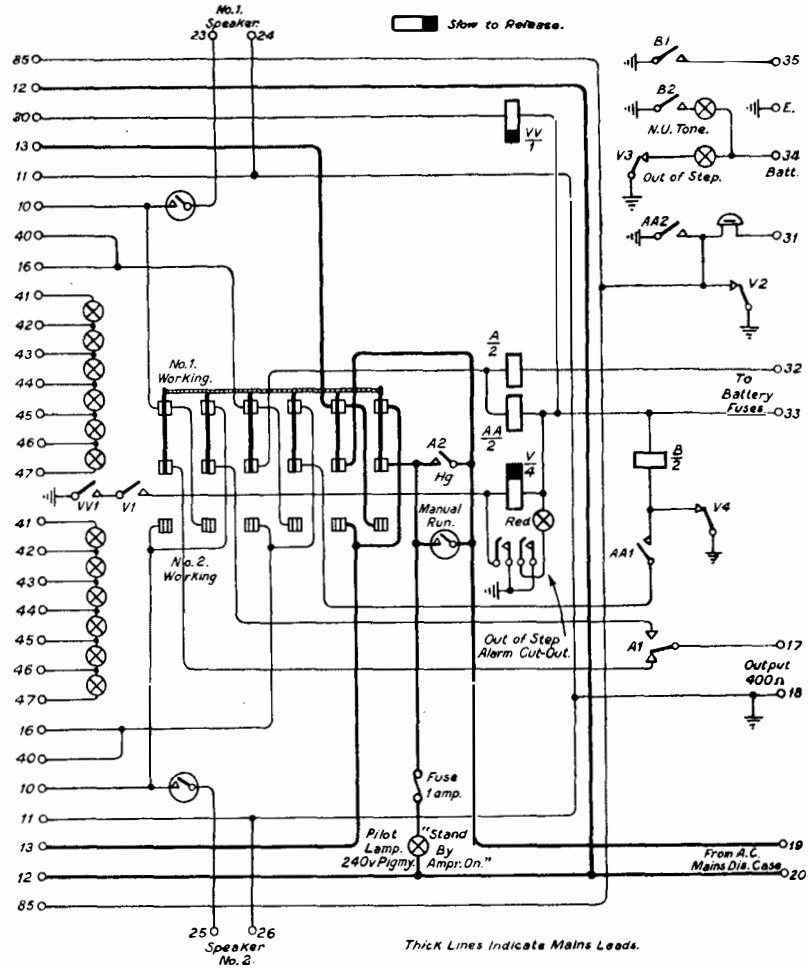 No.1.
Speaker.
23 24
Slow to Release.
85
12
30
13
11
10
40
16
41
42
43
44
45
46
47
VV
1
B1
35
B2
E.
N.U. Tone.
V3
34
Out of Step.
Batt.
AA2
31
V2
No.1.
Working.
A
2
32
To
Battery
Fuses.
33
AA
2
A2
Hg
V
4
B
2
Red
VV1 V1
Manual
Run.
V4
AA1
No.2.
Working
41
42
43
44
45
46
47
16
40
10
11
13
12
85
Out of Step
Alarm Cut-Out.
A1
17
Output
400Ω
18
Fuse
1 amp.
Pilot
Lamp.
240v Pigmy.
"Stand
By
Ampr. On."
19
From A.C.
Mains Dis. Case
20
25 26
Speaker
No. 2.
Thick Lines Indicate Mains Leads.